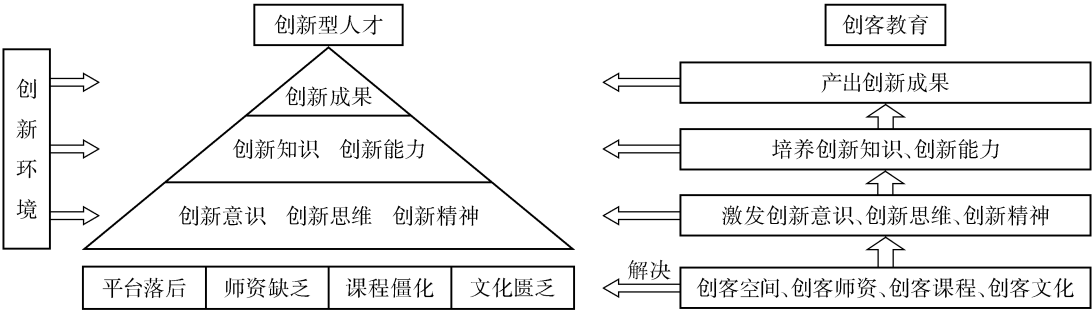 创新型人才
创客教育
创新环境
创新成果
产出创新成果
创新知识 创新能力
培养创新知识、创新能力
创新意识 创新思维 创新精神
激发创新意识、创新思维、创新精神
解决
平台落后 师资缺乏 课程僵化 文化匮乏
创客空间、创客师资、创客课程、创客文化